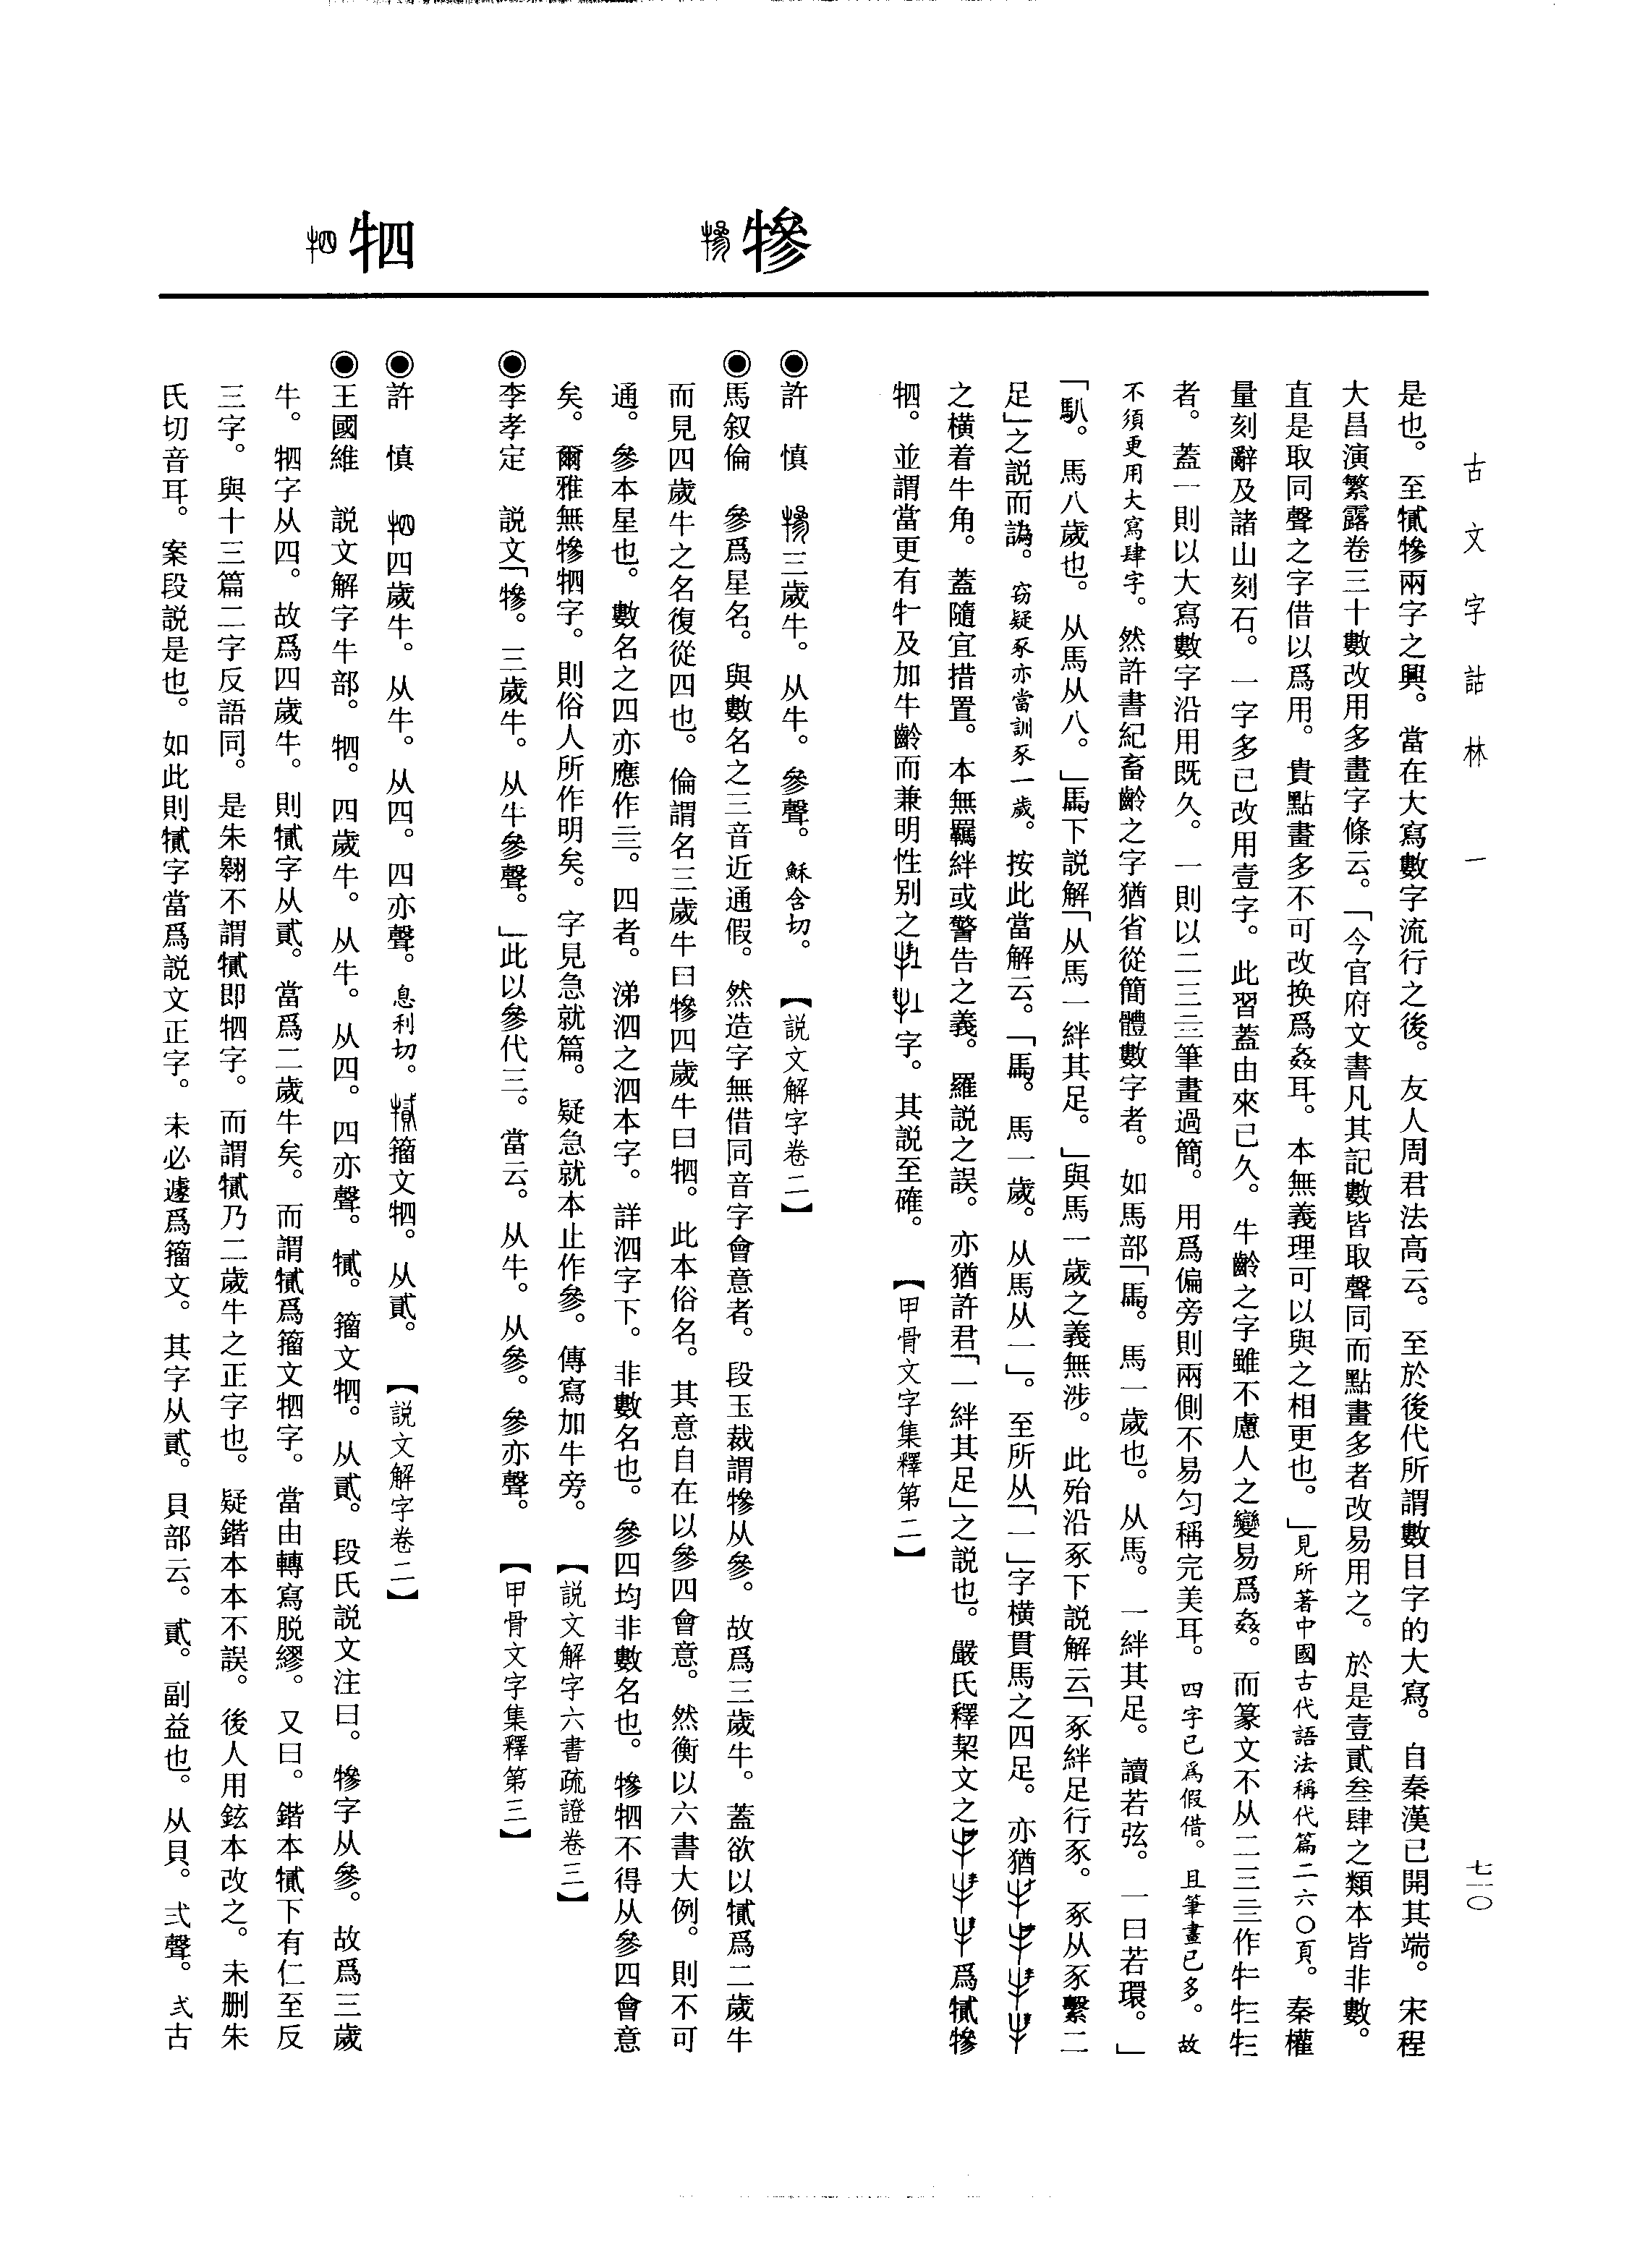 古文字詁林 一
七一〇
是也。至㸬㸺兩字之興。當在大寫數字流行之後。友人周君法高云。至於後代所謂數目字的大寫。自秦漢已開其端。宋程
大昌演繁露卷三十數改用多畫字條云。「今官府文書凡其記數皆取聲同而點畫多者改易用之。於是壹貳叁肆之類本皆非數。
直是取同聲之字借以爲用。貴點畫多不可改换爲姦耳。本無義理可以與之相更也。」見所著中國古代語法稱代篇二六〇頁。秦權
量刻辭及諸山刻石。一字多已改用壹字。此習蓋由來已久。牛齡之字雖不慮人之變易爲姦。而篆文不从二三亖作
者。蓋一則以大寫數字沿用既久。一則以二三亖筆畫過簡。用爲偏旁則兩側不易匀稱完美耳。四字已爲假借。且筆畫已多。故
不須更用大寫肆字。然許書紀畜齡之字猶省從簡體數字者。如馬部「馬。馬一歲也。从馬。一絆其足。讀若弦。一曰若環。」
「馴。馬八歲也。从馬从八。」下説解「从馬一絆其足。」與馬一歲之義無涉。此殆沿豕下説解云「豕絆足行豕。豕从豕繫二
足」之説而譌。窃疑豕亦當訓豕一歲。按此當解云。「馬。馬一歲。从馬从一」。至所从「一」字横貫馬之四足。亦猶
之横着牛角。蓋隨宜措置。本無羈絆或警告之義。羅説之誤。亦猶許君「一絆其足」之説也。嚴氏釋栔文之爲㸬㸺
牭。並謂當更有及加牛齡而兼明性别之字。其説至確。【甲骨文字集釋第二】
㸺
◉許 慎 三歲牛。从牛。參聲。穌含切。【説文解字卷二】
◉馬叙倫 參爲星名。與數名之三音近通假。然造字無借同音字會意者。段玉裁謂㸺从參。故爲三歲牛。蓋欲以㸬爲二歲牛
而見四歲牛之名復從四也。倫謂名三歲牛曰㸺四歲牛曰牭。此本俗名。其意自在以參四會意。然衡以六書大例。則不可
通。參本星也。數名之四亦應作亖。四者。涕泗之泗本字。詳泗字下。非數名也。參四均非數名也。㸺牭不得从參四會意
矣。爾雅無㸺牭字。則俗人所作明矣。字見急就篇。疑急就本止作參。傳寫加牛旁。【説文解字六書疏證卷三】
◉李孝定 説文「㸺。三歲牛。从牛參聲。」此以參代三。當云。从牛。从參。參亦聲。【甲骨文字集釋第三】
牭
◉許 慎 四歲牛。从牛。从四。四亦聲。息利切。籀文牭。从貳。【説文解字卷二】
◉王國維 説文解字牛部。牭。四歲牛。从牛。从四。四亦聲。㸬。籀文牭。从貳。段氏説文注曰。㸺字从參。故爲三歲
牛。牭字从四。故爲四歲牛。則㸬字从貳。當爲二歲牛矣。而謂㸬爲籀文牭字。當由轉寫脱繆。又曰。鍇本㸬下有仁至反
三字。與十三篇二字反語同。是朱翱不謂㸬即牭字。而謂㸬乃二歲牛之正字也。疑鍇本本不誤。後人用鉉本改之。未删朱
氏切音耳。案段説是也。如此則㸬字當爲説文正字。未必遽爲籀文。其字从貳。貝部云。貳。副益也。从貝。弍聲。弍古